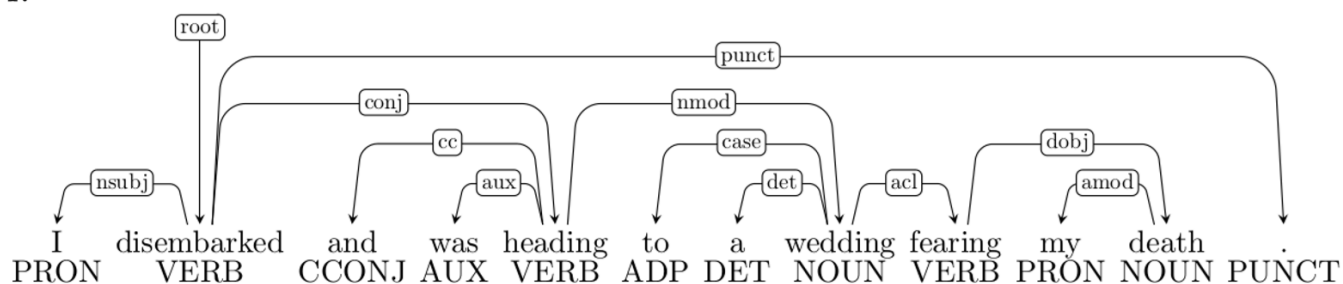 root
punct
conj nmod
cc case dobj
nsubj aux det acl amod
I disembarked and was heading to a wedding fearing my death .
PRON VERB CCONJ AUX VERB ADP DET NOUN VERB PRON NOUN PUNCT